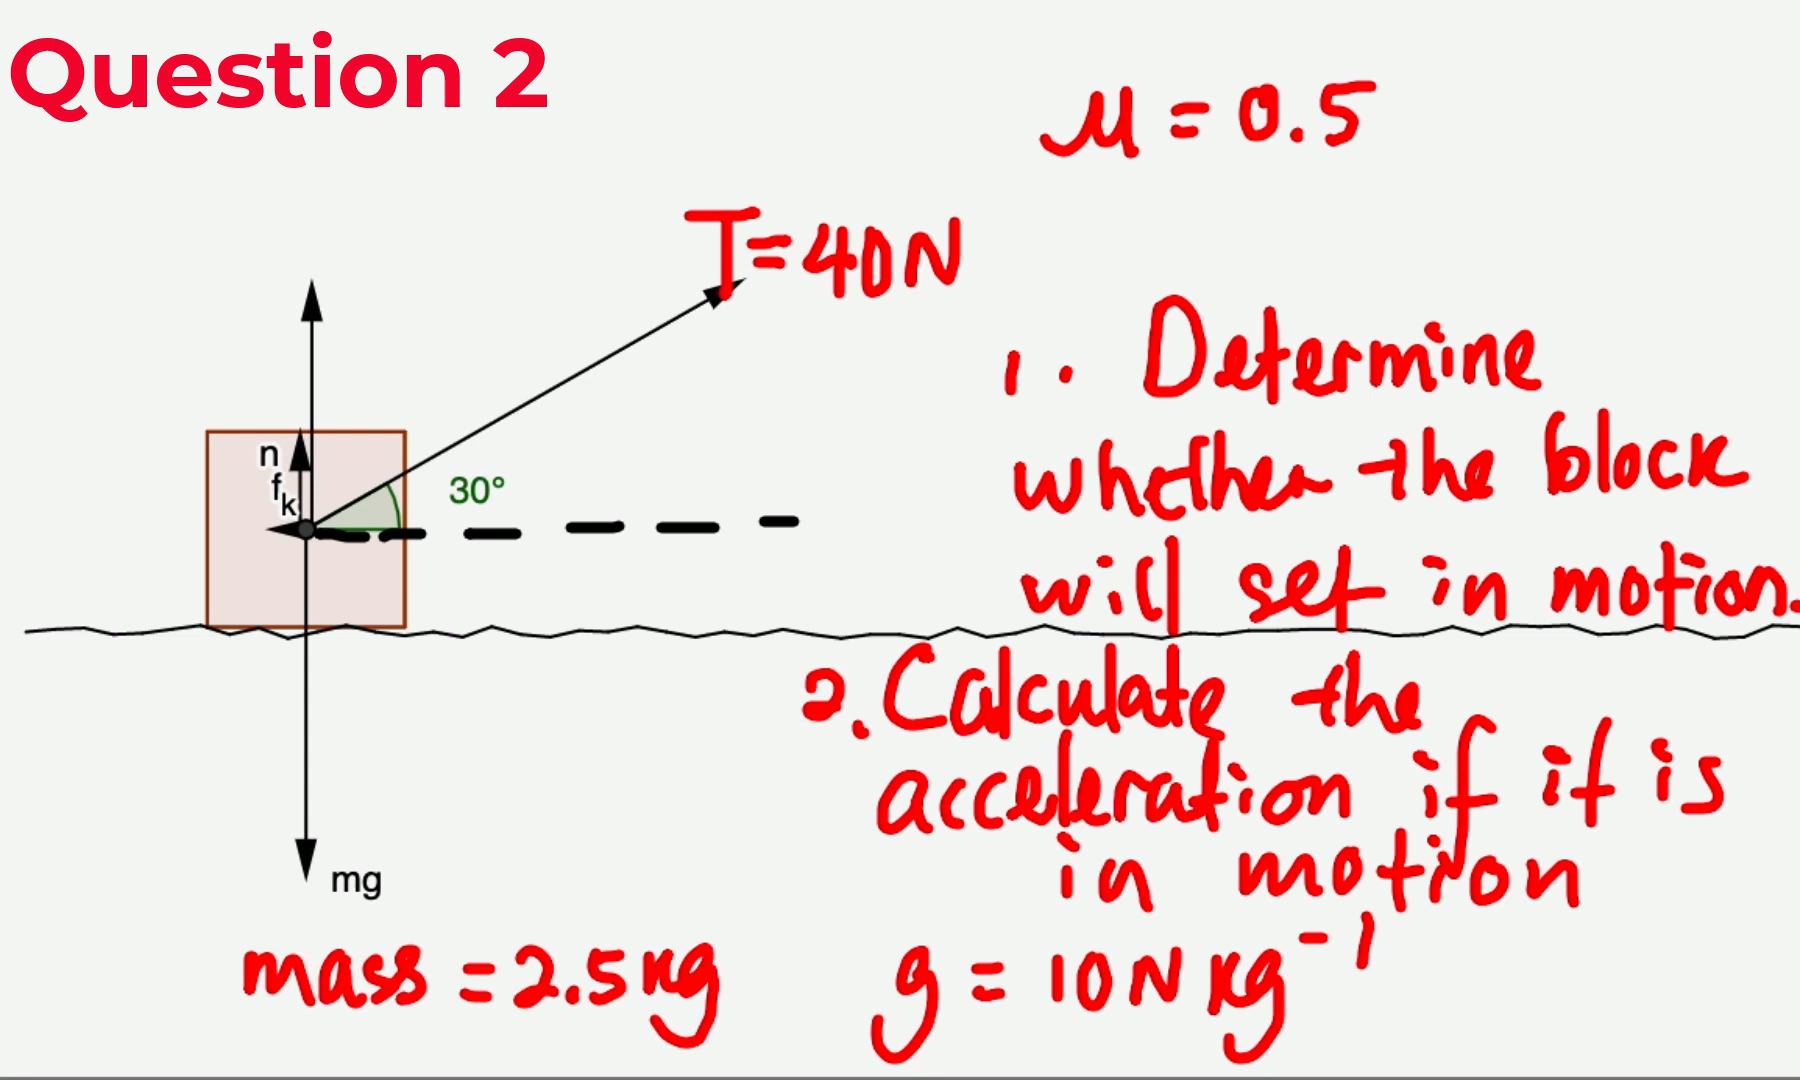 Question 2
μ = 0.5
T = 40N
1. Determine
whether the block
will set in motion.
n
fk
30°
2. Calculate the
acceleration if it is
in motion
mg
mass = 2.5kg
g = 10 N kg⁻¹